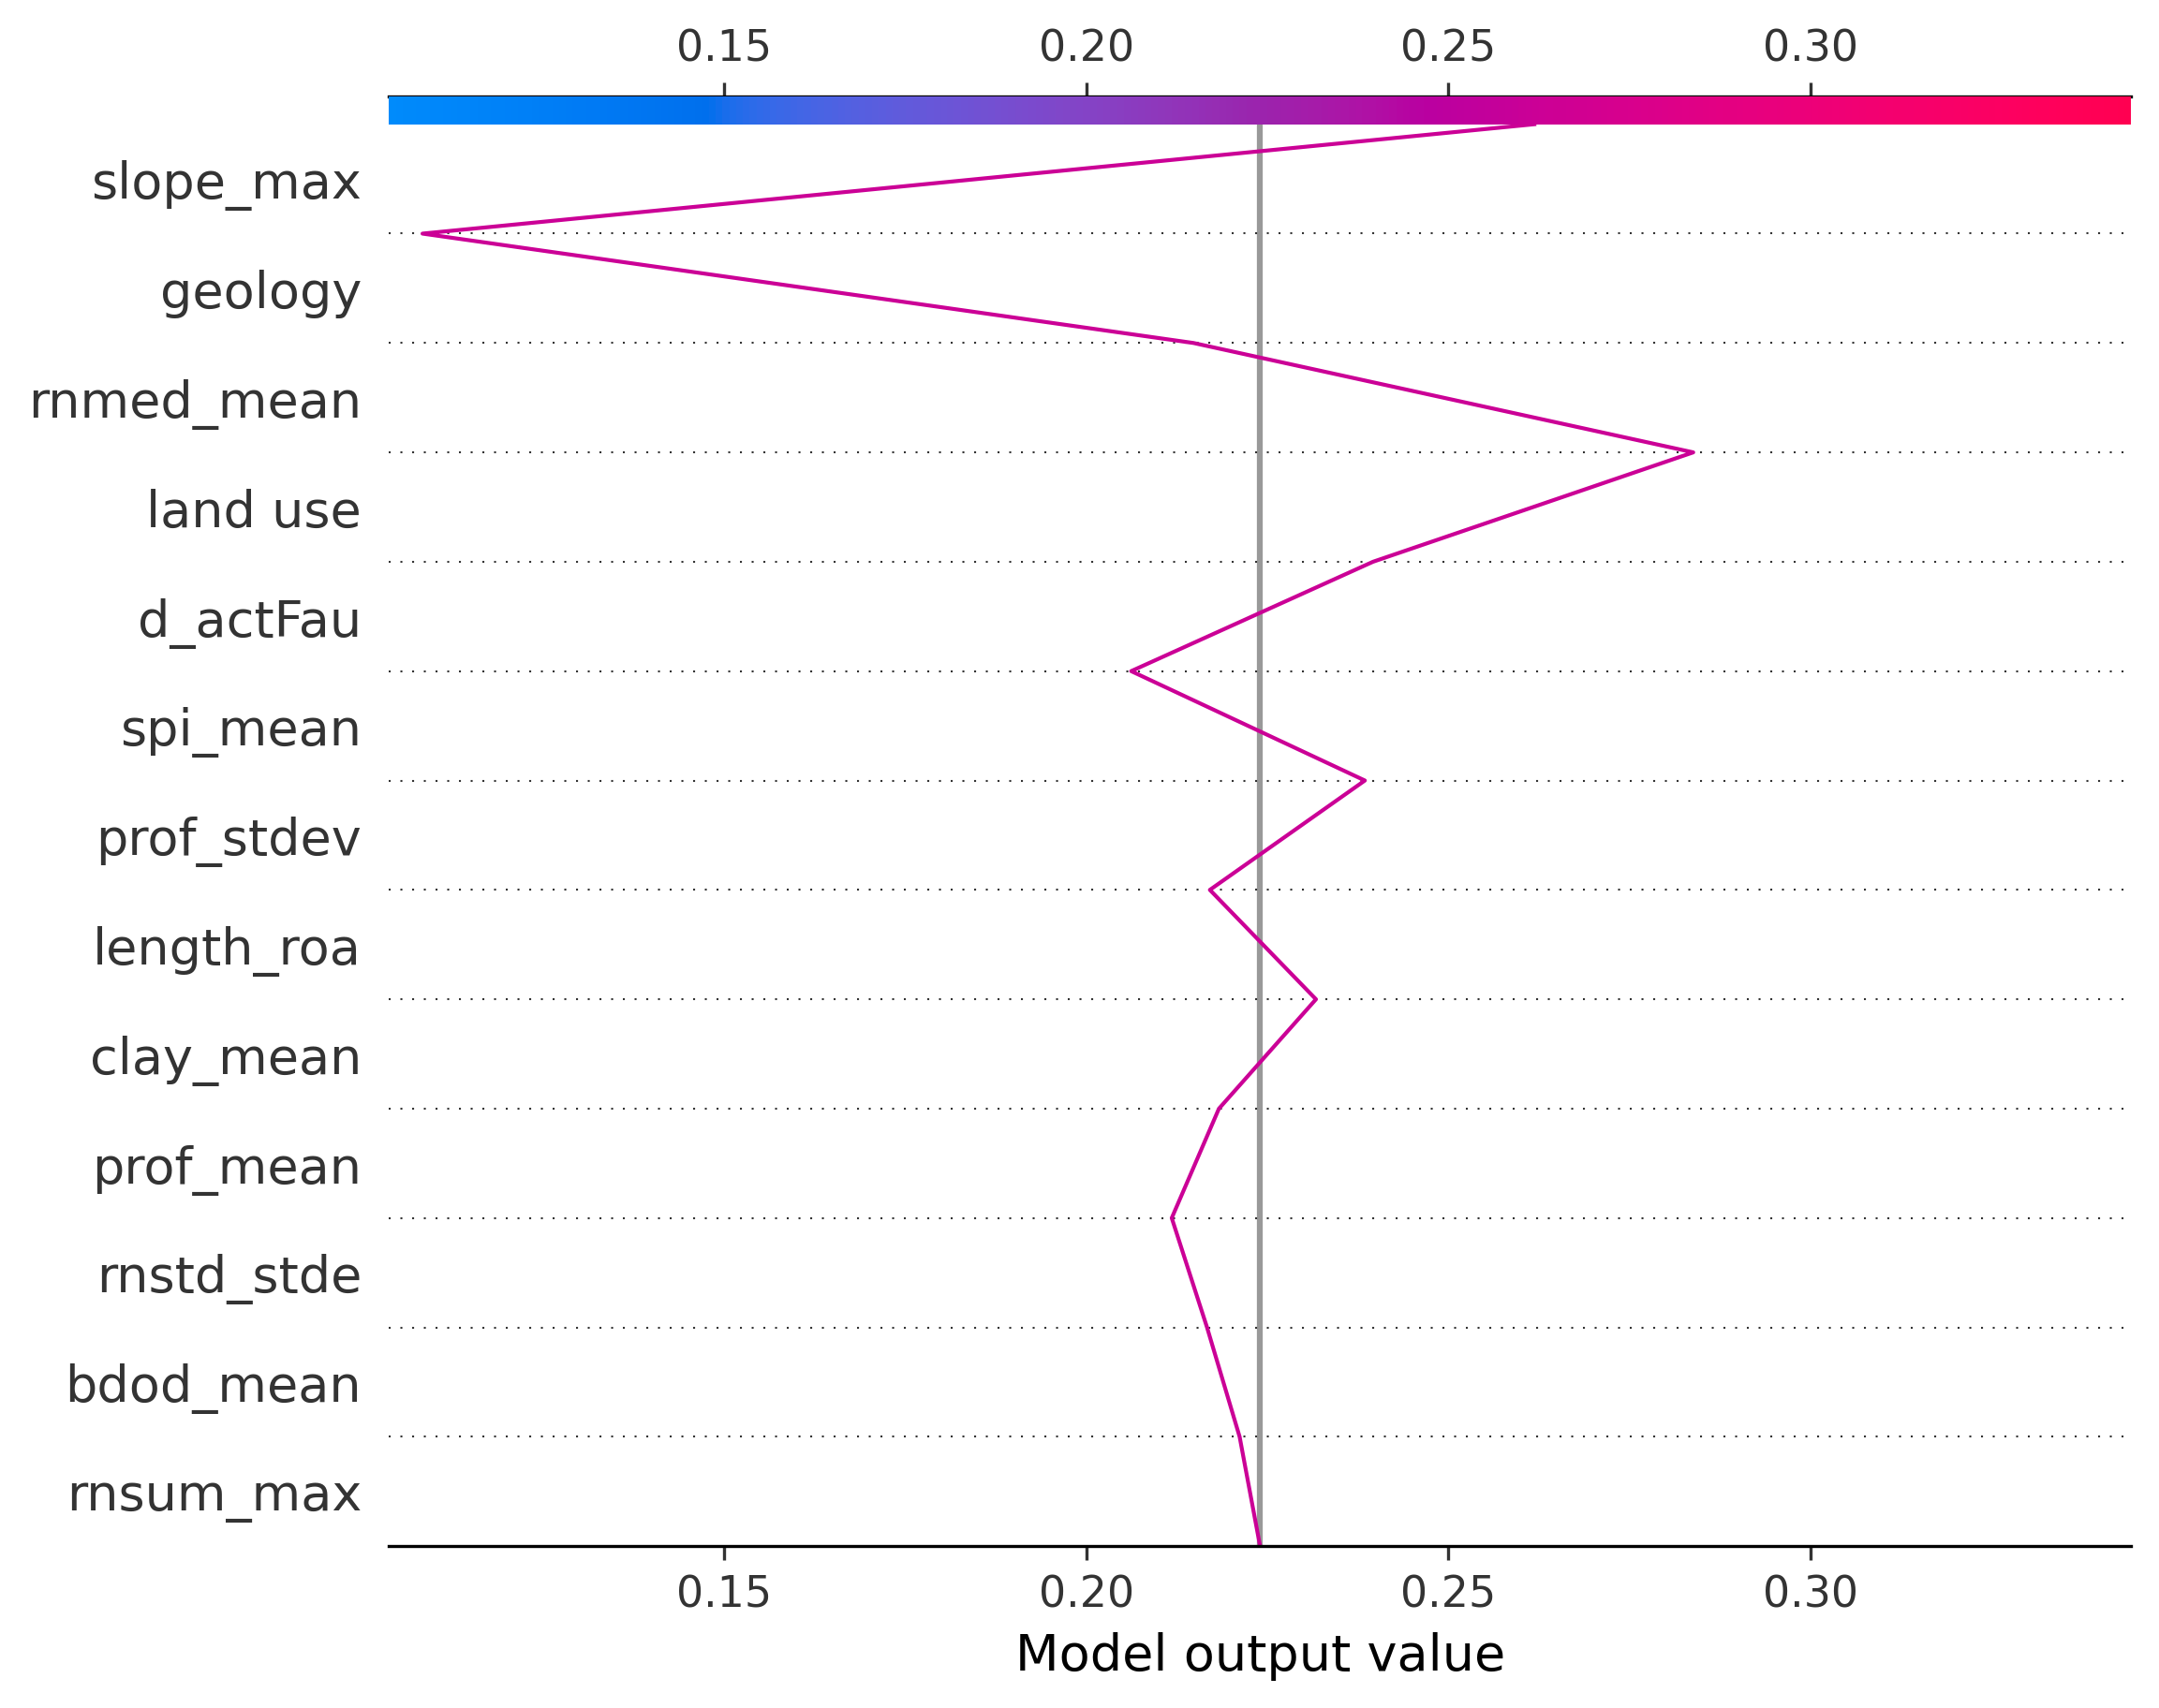 0.15 0.20 0.25 0.30
slope_max
geology
rnmed_mean
land use
d_actFau
spi_mean
prof_stdev
length_roa
clay_mean
prof_mean
rnstd_stde
bdod_mean
rnsum_max
0.15 0.20 0.25 0.30
Model output value